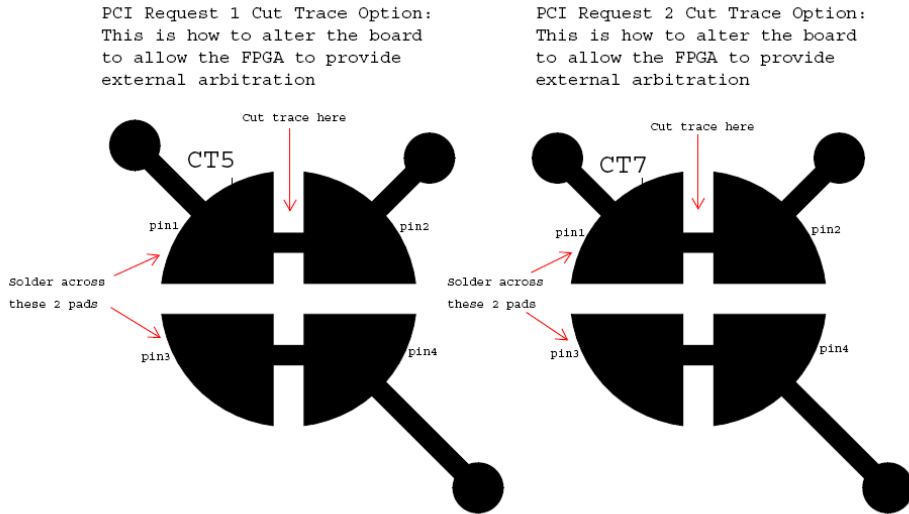 PCI Request 1 Cut Trace Option:
This is how to alter the board
to allow the FPGA to provide
external arbitration
Cut trace here
CT5
pin1
pin2
Solder across
these 2 pads
pin3
pin4
PCI Request 2 Cut Trace Option:
This is how to alter the board
to allow the FPGA to provide
external arbitration
Cut trace here
CT7
pin1
pin2
Solder across
these 2 pads
pin3
pin4